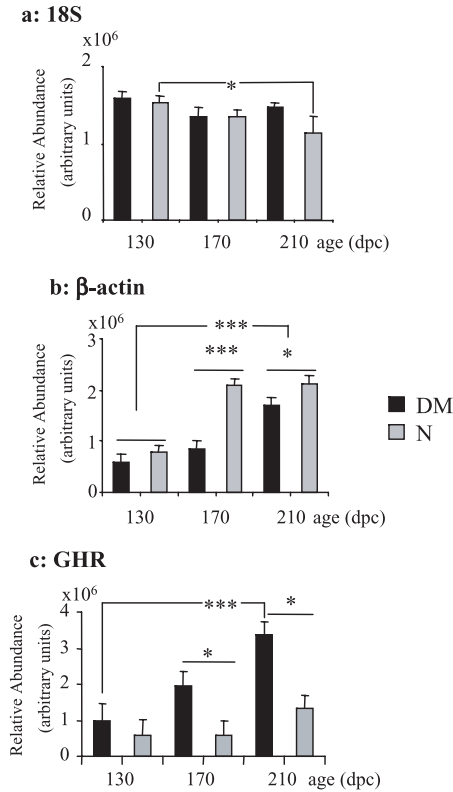 a: 18S
x10⁶
2
1
0
Relative Abundance
(arbitrary units)
*
130 170 210 age (dpc)
b: β-actin
x10⁶
3
2
1
0
Relative Abundance
(arbitrary units)
***
***
*
130 170 210 age (dpc)
DM
N
c: GHR
x10⁶
4
3
2
1
0
Relative Abundance
(arbitrary units)
***
*
*
130 170 210 age (dpc)